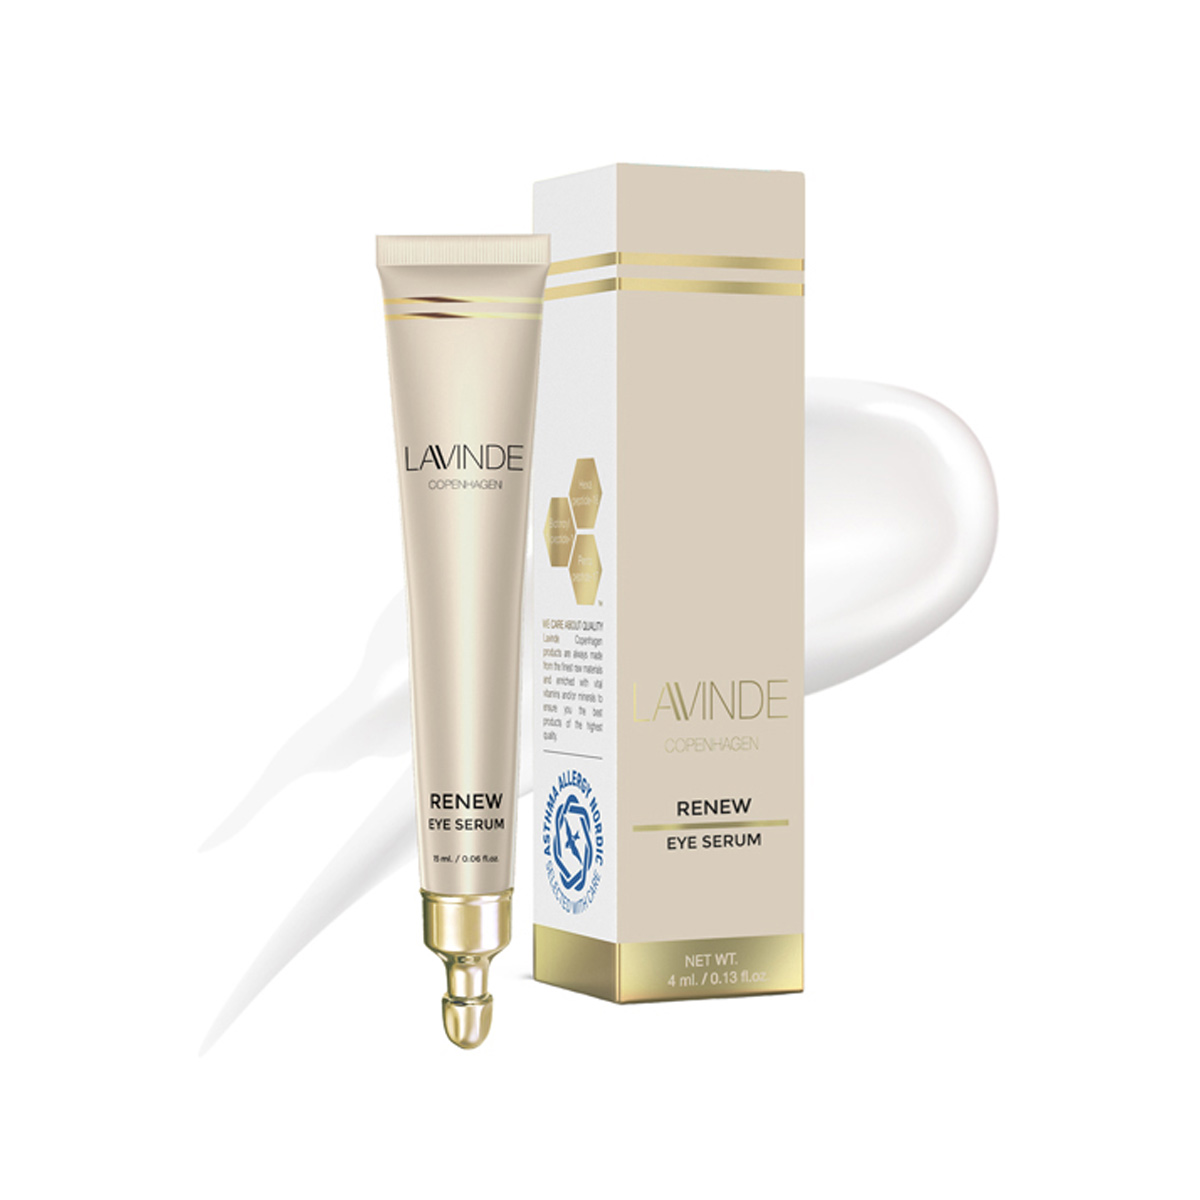 LAVINDE
COPENHAGEN
RENEW
EYE SERUM
15 ml. / 0.06 fl.oz.
Hexa
peptide-
peptide-
WE CARE ABOUT QUALITY
Lavinde Copenhagen
products are always made
from the finest raw materials
and enriched with vital
vitamins and/or minerals to
ensure you the best
products of the highest
quality.
ASTHMA ALLERGY NORDIC
SELECTED WITH CARE
LAVINDE
COPENHAGEN
RENEW
EYE SERUM
NET WT.
4 ml. / 0.13 fl.oz.